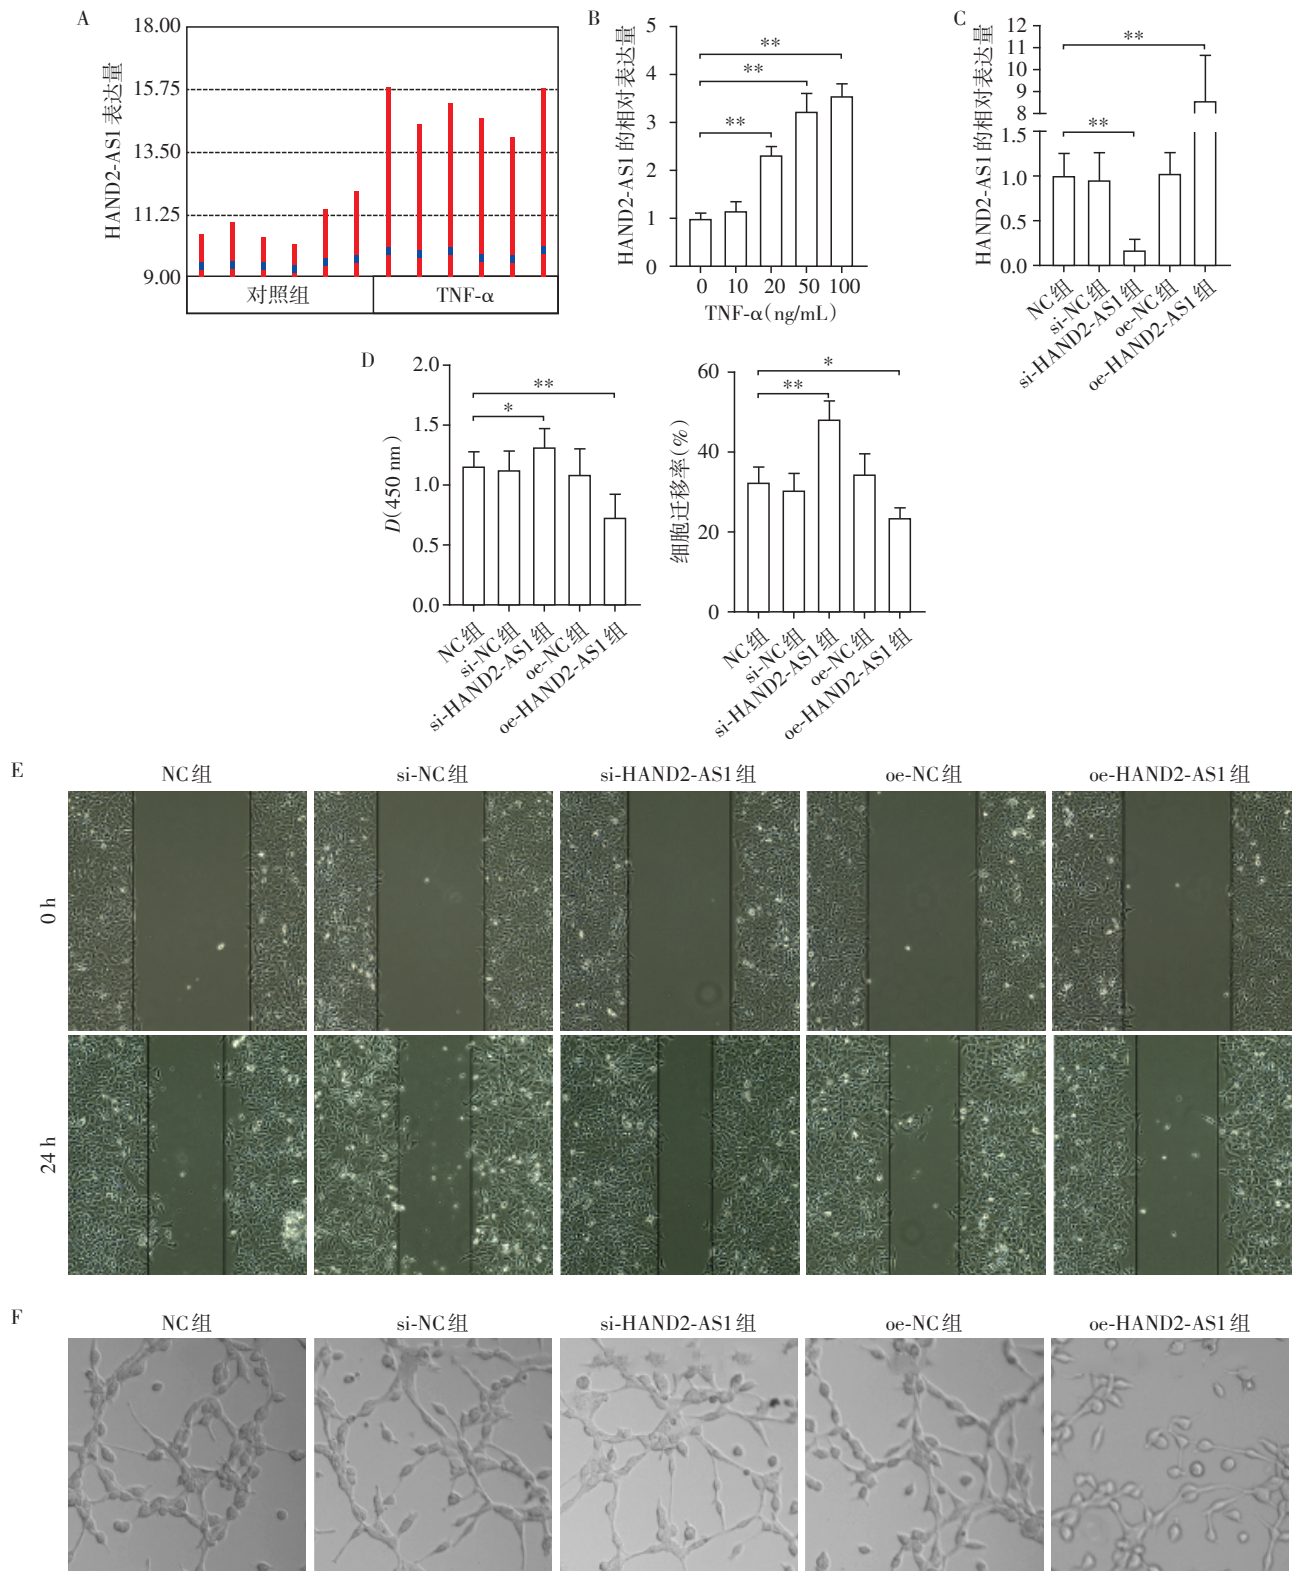 A
HAND2-AS1 表达量
18.00
15.75
13.50
11.25
9.00
对照组
TNF-α
B
HAND2-AS1 的相对表达量
5
4
3
2
1
0
**
**
**
0 10 20 50 100
TNF-α(ng/mL)
C
HAND2-AS1 的相对表达量
12
11
10
9
8
1.5
1.0
0.5
0.0
**
**
NC组
si-NC组
si-HAND2-AS1组
oe-NC组
oe-HAND2-AS1组
D
D(450 nm)
2.0
1.5
1.0
0.5
0.0
**
*
NC组
si-NC组
si-HAND2-AS1组
oe-NC组
oe-HAND2-AS1组
细胞迁移率(%)
60
40
20
0
*
**
NC组
si-NC组
si-HAND2-AS1组
oe-NC组
oe-HAND2-AS1组
E
NC组 si-NC组 si-HAND2-AS1组 oe-NC组 oe-HAND2-AS1组
0 h
24 h
F
NC组 si-NC组 si-HAND2-AS1组 oe-NC组 oe-HAND2-AS1组